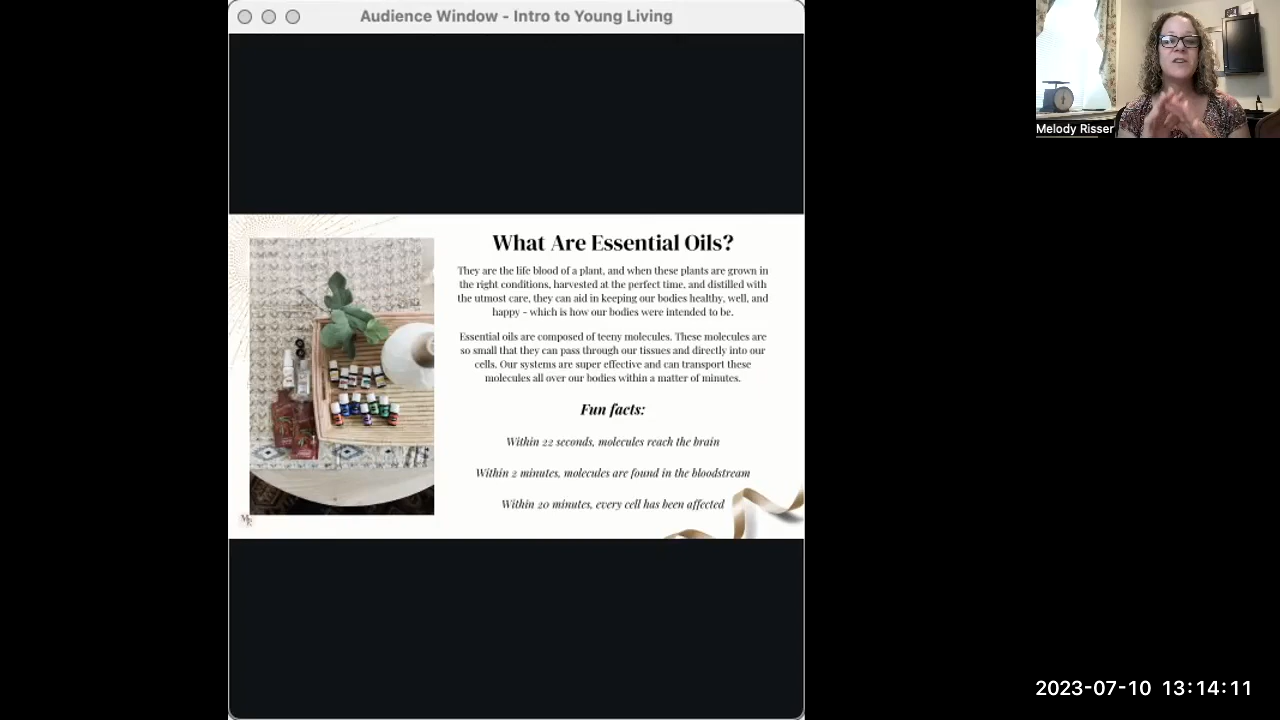 Audience Window - Intro to Young Living
Melody Risser
What Are Essential Oils?
They are the life blood of a plant, and when these plants are grown in
the right conditions, harvested at the perfect time, and distilled with
the utmost care, they can aid in keeping our bodies healthy, well, and
happy - which is how our bodies were intended to be.
Essential oils are composed of teeny molecules. These molecules are
so small that they can pass through our tissues and directly into our
cells. Our systems are super effective and can transport these
molecules all over our bodies within a matter of minutes.
Fun facts:
Within 22 seconds, molecules reach the brain
Within 2 minutes, molecules are found in the bloodstream
Within 20 minutes, every cell has been affected
2023-07-10 13:14:11